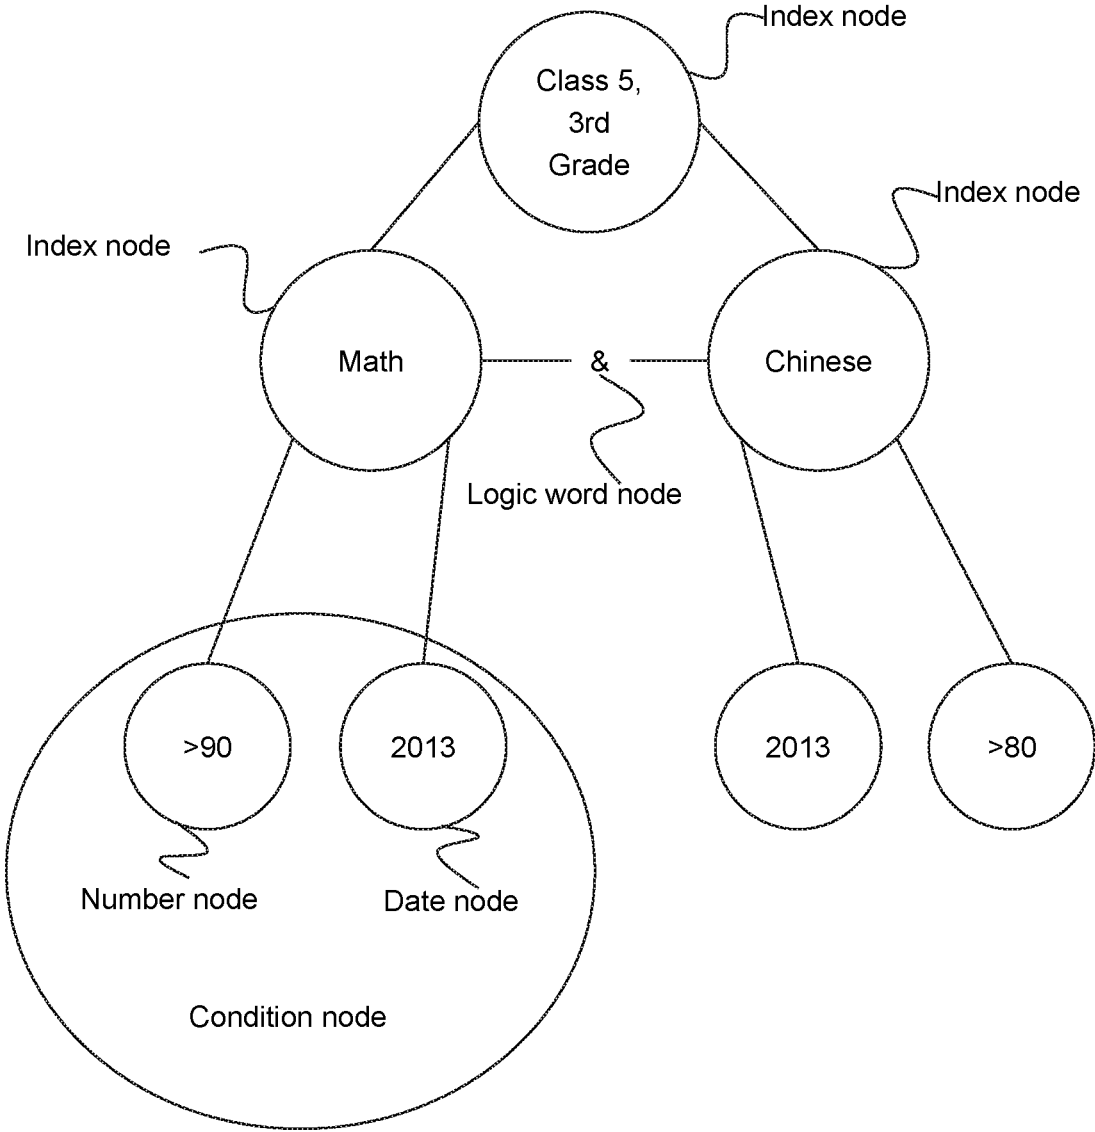 Index node
Class 5,
3rd
Grade
Index node
Index node
Math
&
Chinese
Logic word node
>90
2013
2013
>80
Number node
Date node
Condition node